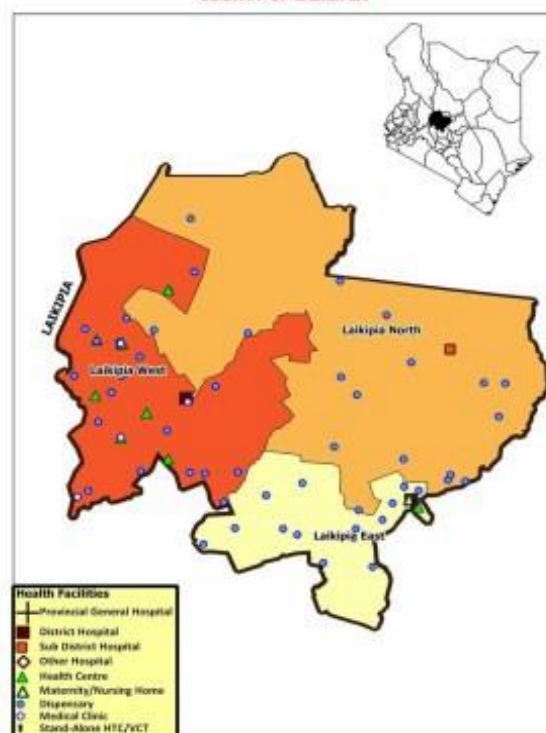 LAIKIPIA
Laikipia North
Laikipia West
Laikipia East
Health Facilities
Provincial General Hospital
District Hospital
Sub District Hospital
Other Hospital
Health Centre
Maternity/Nursing Home
Dispensary
Medical Clinic
Stand-Alone HTC/VCT